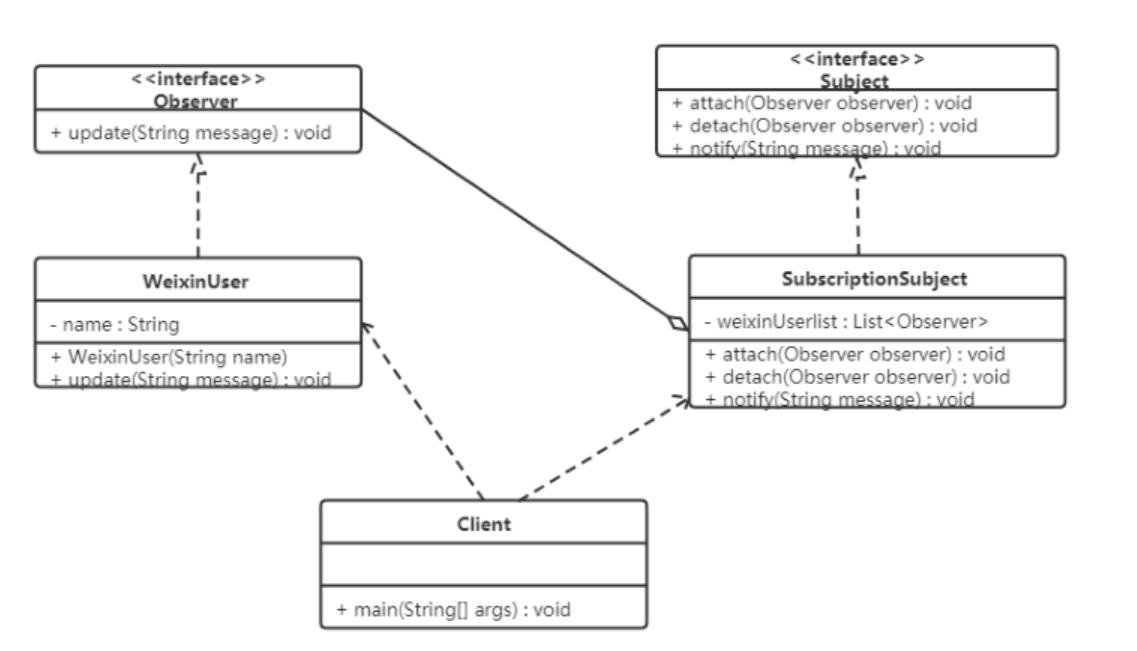 <<interface>>
Observer
+ update(String message) : void
<<interface>>
Subject
+ attach(Observer observer) : void
+ detach(Observer observer) : void
+ notify(String message) : void
WeixinUser
- name : String
+ WeixinUser(String name)
+ update(String message) : void
SubscriptionSubject
- weixinUserlist : List<Observer>
+ attach(Observer observer) : void
+ detach(Observer observer) : void
+ notify(String message) : void
Client
+ main(String[] args) : void